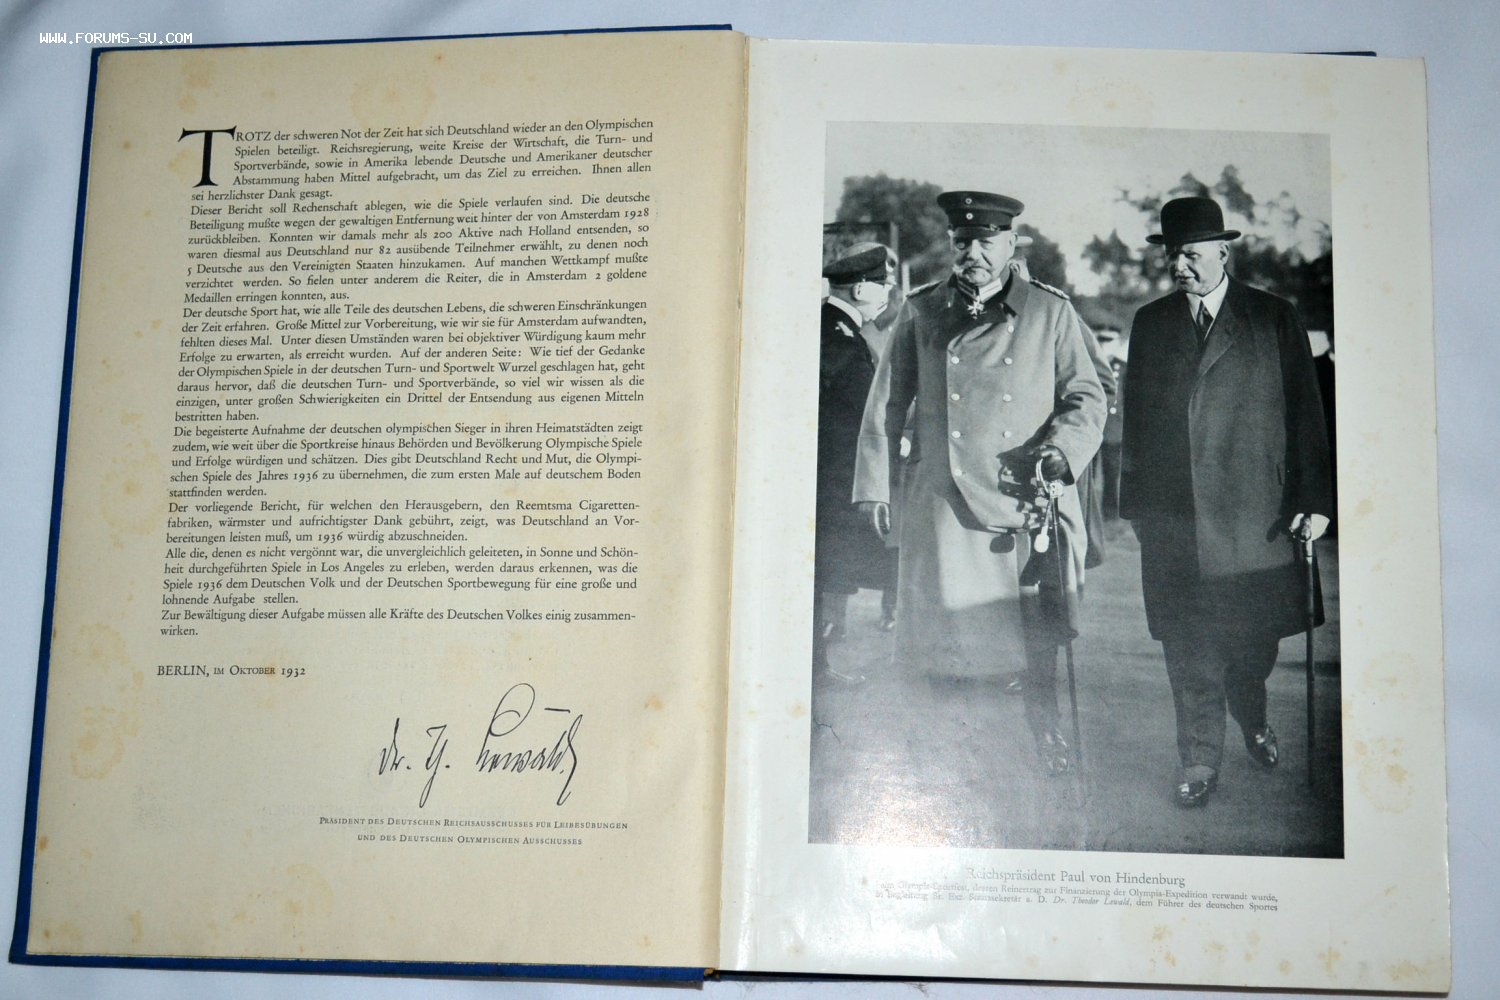 WWW.FORUMS-SU.COM
TROTZ der schweren Not der Zeit hat sich Deutschland wieder an den Olympischen
Spielen beteiligt. Reichsregierung, weite Kreise der Wirtschaft, die Turn- und
Sportverbände, sowie in Amerika lebende Deutsche und Amerikaner deutscher
Abstammung haben Mittel aufgebracht, um das Ziel zu erreichen. Ihnen allen
sei herzlichster Dank gesagt.
Dieser Bericht soll Rechenschaft ablegen, wie die Spiele verlaufen sind. Die deutsche
Beteiligung mußte wegen der gewaltigen Entfernung weit hinter der von Amsterdam 1928
zurückbleiben. Konnten wir damals mehr als 200 Aktive nach Holland entsenden, so
waren diesmal aus Deutschland nur 82 ausübende Teilnehmer erwählt, zu denen noch
5 Deutsche aus den Vereinigten Staaten hinzukamen. Auf manchen Wettkampf mußte
verzichtet werden. So fielen unter anderem die Reiter, die in Amsterdam 2 goldene
Medaillen erringen konnten, aus.
Der deutsche Sport hat, wie alle Teile des deutschen Lebens, die schweren Einschränkungen
der Zeit erfahren. Große Mittel zur Vorbereitung, wie wir sie für Amsterdam aufwandten,
fehlten dieses Mal. Unter diesen Umständen waren bei objektiver Würdigung kaum mehr
Erfolge zu erwarten, als erreicht wurden. Auf der anderen Seite: Wie tief der Gedanke
der Olympischen Spiele in der deutschen Turn- und Sportwelt Wurzel geschlagen hat, geht
daraus hervor, daß die deutschen Turn- und Sportverbände, so viel wir wissen als die
einzigen, unter großen Schwierigkeiten ein Drittel der Entsendung aus eigenen Mitteln
bestritten haben.
Die begeisterte Aufnahme der deutschen olympischen Sieger in ihren Heimatstädten zeigt
zudem, wie weit über die Sportkreise hinaus Behörden und Bevölkerung Olympische Spiele
und Erfolge würdigen und schätzen. Dies gibt Deutschland Recht und Mut, die Olympi-
schen Spiele des Jahres 1936 zu übernehmen, die zum ersten Male auf deutschem Boden
stattfinden werden.
Der vorliegende Bericht, für welchen den Herausgebern, den Reemtsma Cigaretten-
fabriken, wärmster und aufrichtigster Dank gebührt, zeigt, was Deutschland an Vor-
bereitungen leisten muß, um 1936 würdig abzuschneiden.
Alle die, denen es nicht vergönnt war, die unvergleichlich geleiteten, in Sonne und Schön-
heit durchgeführten Spiele in Los Angeles zu erleben, werden daraus erkennen, was die
Spiele 1936 dem Deutschen Volk und der Deutschen Sportbewegung für eine große und
lohnende Aufgabe stellen.
Zur Bewältigung dieser Aufgabe müssen alle Kräfte des Deutschen Volkes einig zusammen-
wirken.
BERLIN, IM OKTOBER 1932
Dr. T. Lewald
PRÄSIDENT DES DEUTSCHEN REICHSAUSSCHUSSES FÜR LEIBESÜBUNGEN
UND DES DEUTSCHEN OLYMPISCHEN AUSSCHUSSES
Reichspräsident Paul von Hindenburg
dessen Reinertrag zur Finanzierung der Olympia-Expedition verwandt wurde,
in Begleitung Sr. Exz. Staatssekretär a. D. Dr. Theodor Lewald, dem Führer des deutschen Sportes